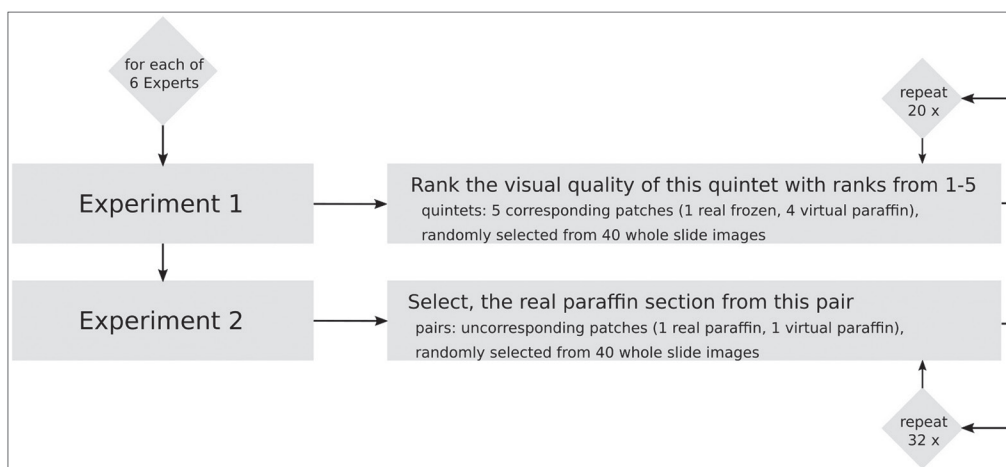 for each of
6 Experts
repeat
20 x
Experiment 1
Rank the visual quality of this quintet with ranks from 1-5
quintets: 5 corresponding patches (1 real frozen, 4 virtual paraffin),
randomly selected from 40 whole slide images
Experiment 2
Select, the real paraffin section from this pair
pairs: uncorresponding patches (1 real paraffin, 1 virtual paraffin),
randomly selected from 40 whole slide images
repeat
32 x